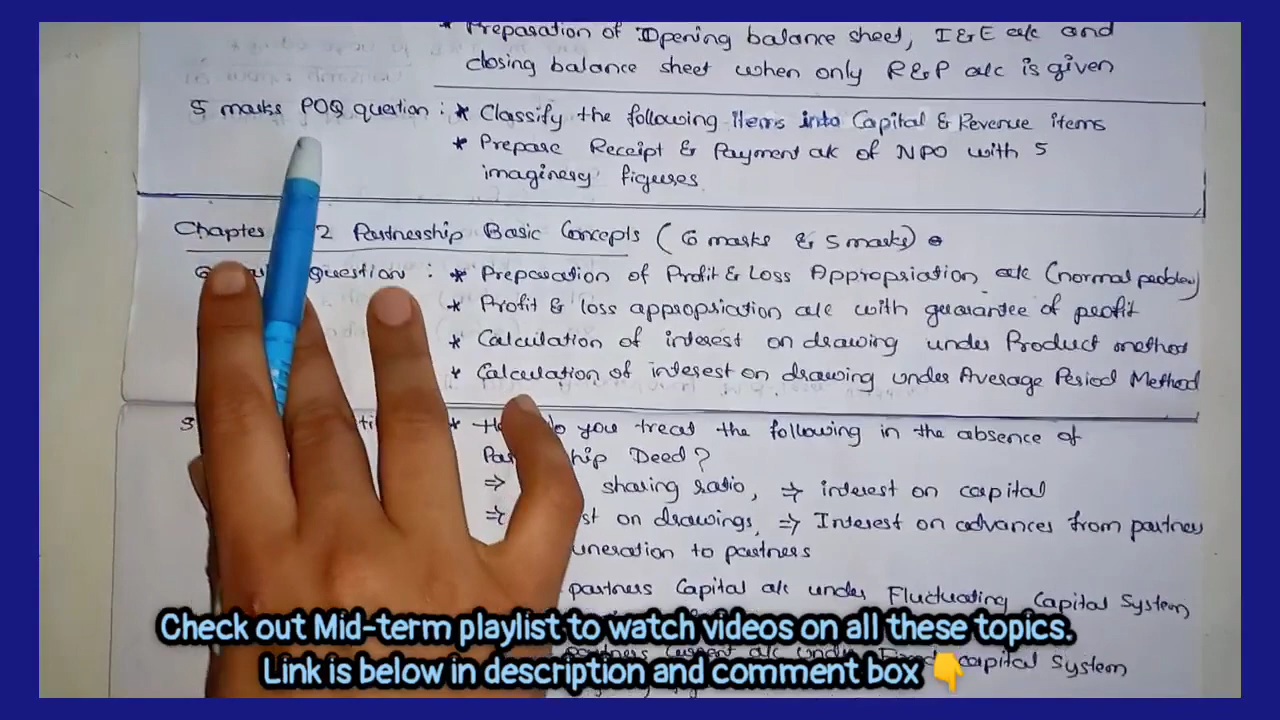 * Preparation of Opening balance sheet, I & E a/c and
closing balance sheet when only R & P a/c is given
5 marks POQ question : * Classify the following items into Capital & Revenue items
* Prepare Receipt & Payment a/c of NPO with 5
imaginery figures.
Chapter 2 Partnership Basic Concepts (6 marks & 5 marks)
question : * Preparation of Profit & Loss Appropriation a/c (normal problem)
* Profit & loss appropriation a/c with guarantee of profit
* Calculation of interest on drawing under Product method
* Calculation of interest on drawing under Average Period Method
* do you treat the following in the absence of
Deed?
⇒ sharing ratio, ⇒ interest on capital
⇒ on drawings, ⇒ Interest on advances from partner
to partners
partners Capital a/c under Fluctuating Capital System
partners a/c capital system
Check out Mid-term playlist to watch videos on all these topics.
Link is below in description and comment box 👇